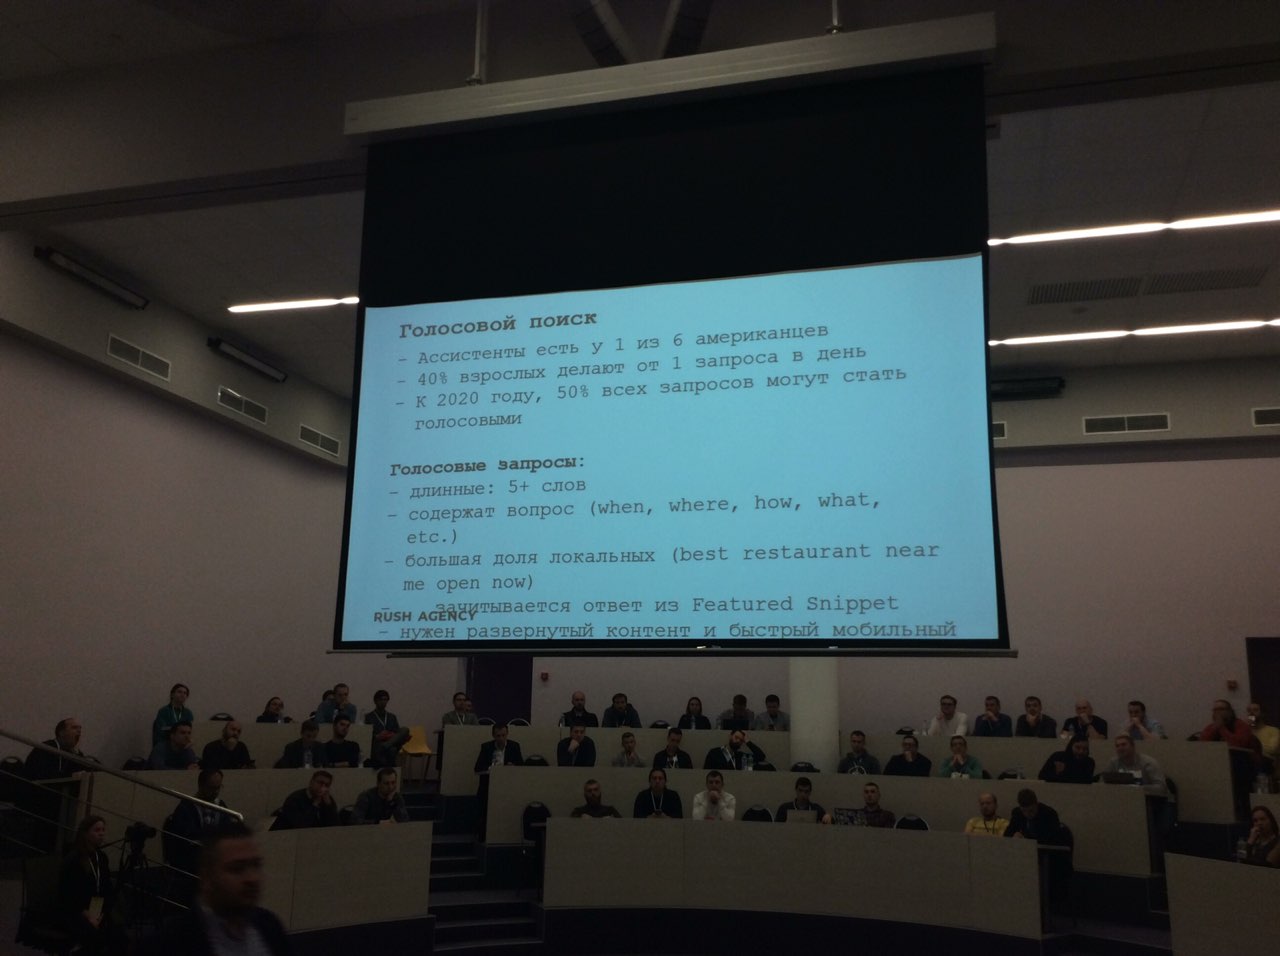 Голосовой поиск
- Ассистенты есть у 1 из 6 американцев
- 40% взрослых делают от 1 запроса в день
- К 2020 году, 50% всех запросов могут стать
голосовыми
Голосовые запросы:
- длинные: 5+ слов
- содержат вопрос (when, where, how, what,
etc.)
- большая доля локальных (best restaurant near
me open now)
- зачитывается ответ из Featured Snippet
RUSH AGENCY
- нужен развернутый контент и быстрый мобильный